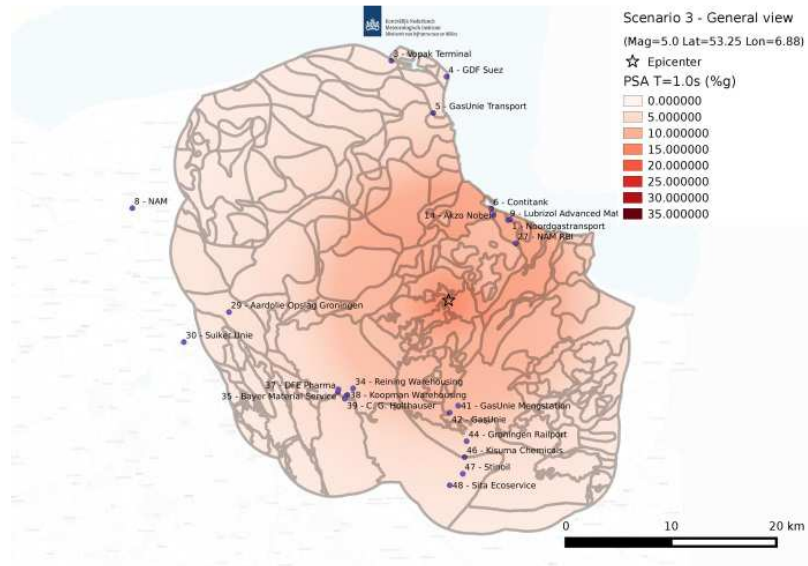 Koninklijk Nederlands
Meteorologisch Instituut
Scenario 3 - General view
(Mag=5.0 Lat=53.25 Lon=6.88)
Epicenter
PSA T=1.0s (%g)
0.000000
5.000000
10.000000
15.000000
20.000000
25.000000
30.000000
35.000000
3 - Vopak Terminal
4 - GDF Suez
5 - GasUnie Transport
8 - NAM
6 - Contitank
14 - Akzo Nobel
9 - Lubrizol Advanced Mat
1 - Noordgastransport
27 - NAM RBI
29 - Aardolie Opslag Groningen
30 - Suiker Unie
37 - DFE Pharma
34 - Reining Warehousing
35 - Bayer Material Service
38 - Koopman Warehousing
39 - C. G. Holthauser
41 - GasUnie Mengstation
42 - GasUnie
44 - Groningen Railport
46 - Kisuma Chemicals
47 - Stinoil
48 - Sita Ecoservice
0 10 20 km